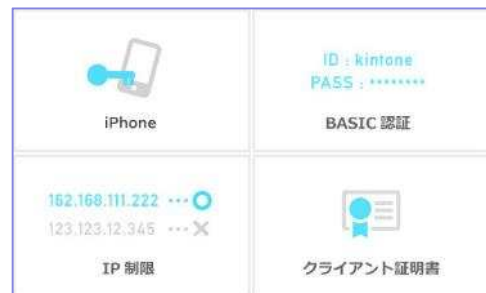 iPhone
ID : kintone
PASS : ********
BASIC 認証
162.168.111.222 ･･･ ○
123.123.12.345 ･･･ ×
IP 制限
クライアント証明書